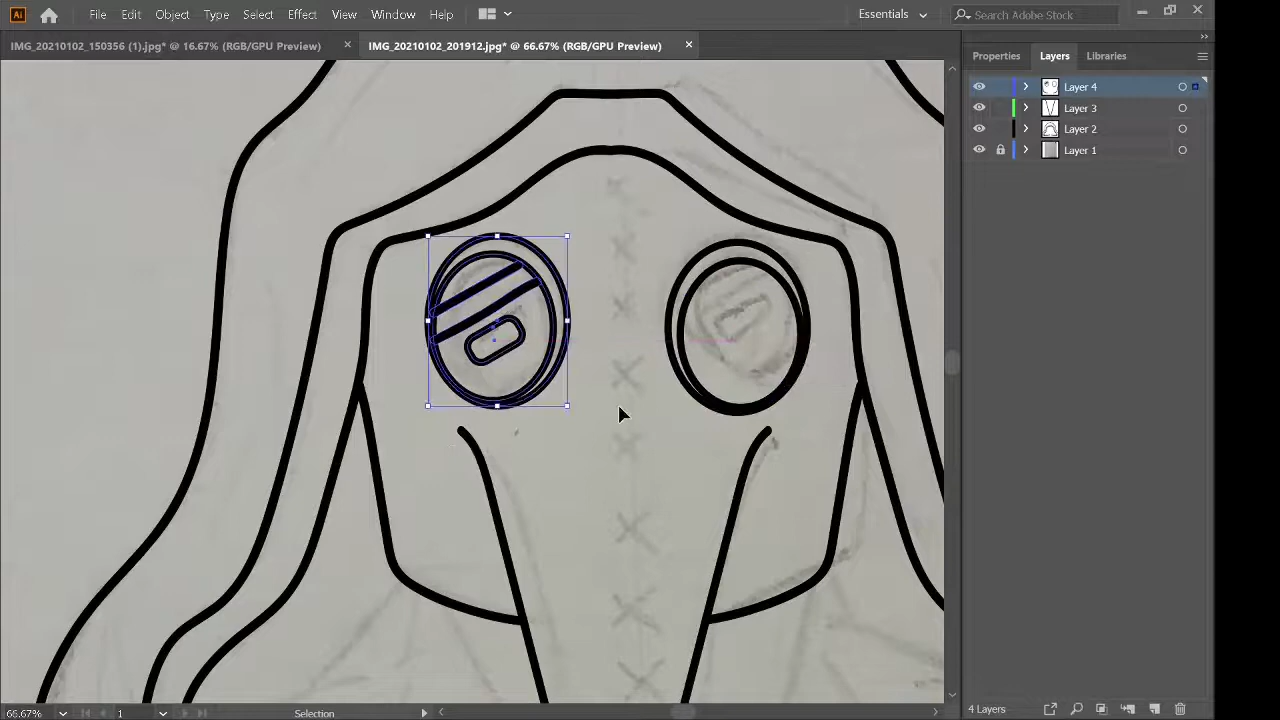 Ai File Edit Object Type Select Effect View Window Help Essentials Search Adobe Stock
IMG_20210102_150356 (1).jpg* @ 16.67% (RGB/GPU Preview) × IMG_20210102_201912.jpg* @ 66.67% (RGB/GPU Preview) ×
Properties Layers Libraries
Layer 4
Layer 3
Layer 2
Layer 1
66.67% 1 Selection
4 Layers